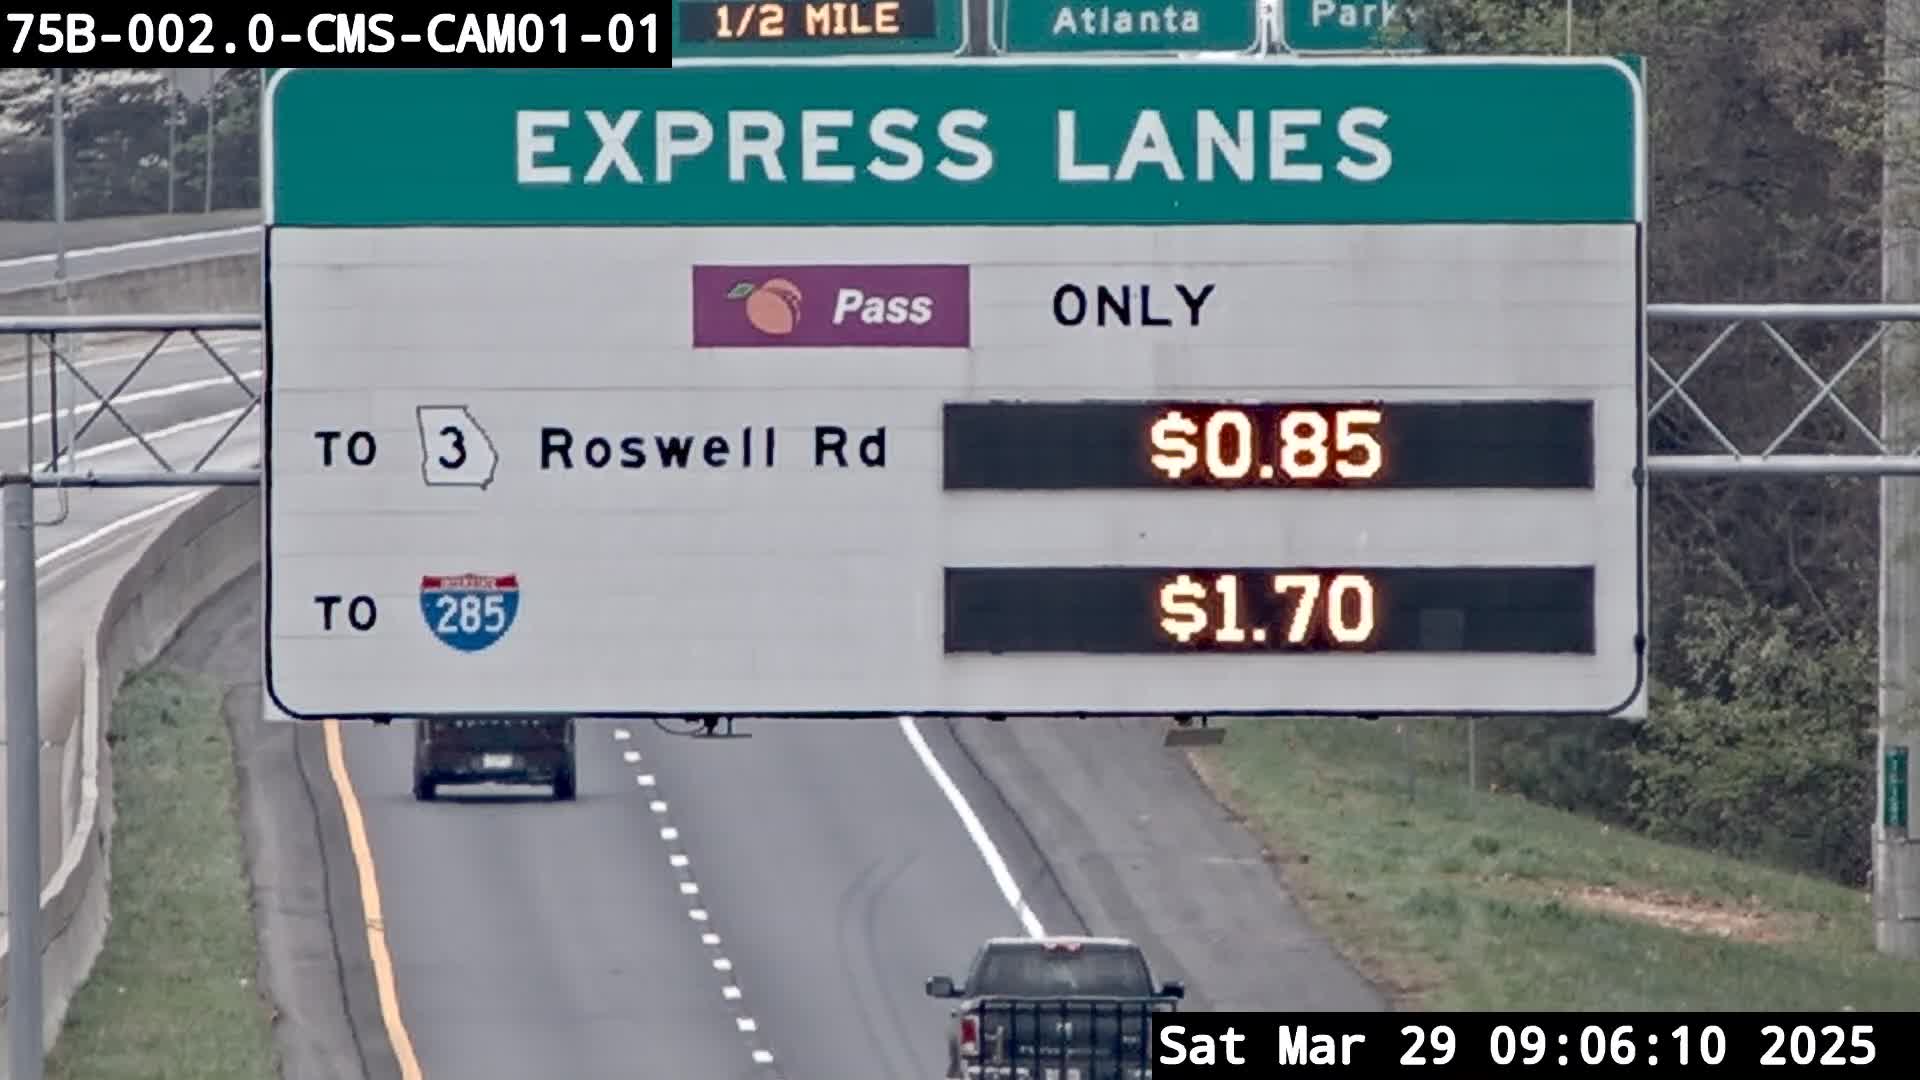 75B-002.0-CMS-CAM01-01
1/2 MILE
Atlanta
EXPRESS LANES
Pass ONLY
TO 3 Roswell Rd $0.85
TO 285 $1.70
Sat Mar 29 09:06:10 2025